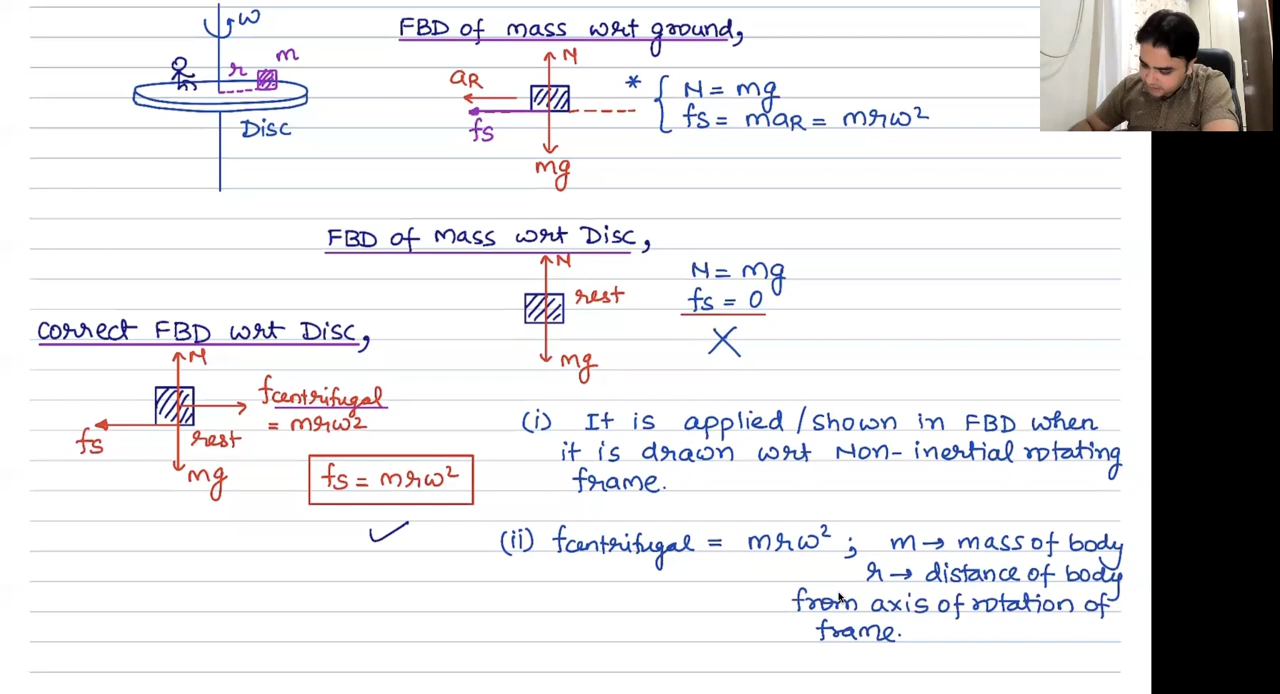 ω
m
r
Disc
FBD of mass wrt ground,
N
aR
fs
mg
* { N = mg
fs = maR = mrω²
FBD of Mass wrt Disc,
N
rest
mg
N = mg
fs = 0
X
Correct FBD wrt Disc,
N
fcentrifugal
= mrω²
fs
rest
mg
fs = mrω²
(i) It is applied/shown in FBD when
it is drawn wrt Non-inertial rotating
frame.
(ii) fcentrifugal = mrω² ; m → mass of body
r → distance of body
from axis of rotation of
frame.